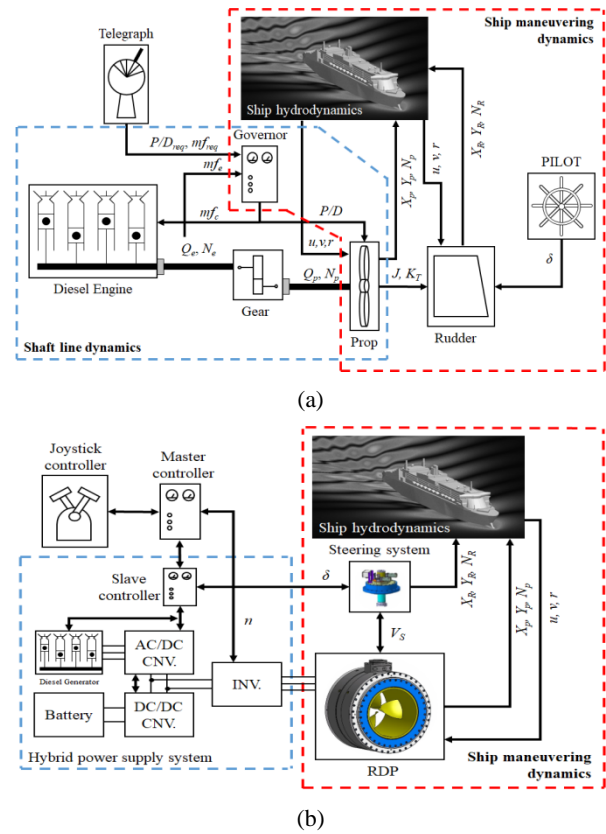 Telegraph
Ship maneuvering
dynamics
Ship hydrodynamics
Governor
P/D_req, mf_req
mf_e
mf_c
P/D
X_P, Y_P, N_P
u, v, r
X_R, Y_R, N_R
PILOT
δ
u,v,r
Q_e, N_e
Q_p, N_p
J, K_T
Diesel Engine
Gear
Prop
Rudder
Shaft line dynamics
(a)
Joystick
controller
Master
controller
Ship hydrodynamics
Steering system
Slave
controller
δ
X_R, Y_R, N_R
X_P, Y_P, N_P
u, v, r
n
V_S
AC/DC
CNV.
Diesel Generator
INV.
Battery
DC/DC
CNV.
Hybrid power supply system
RDP
Ship maneuvering
dynamics
(b)